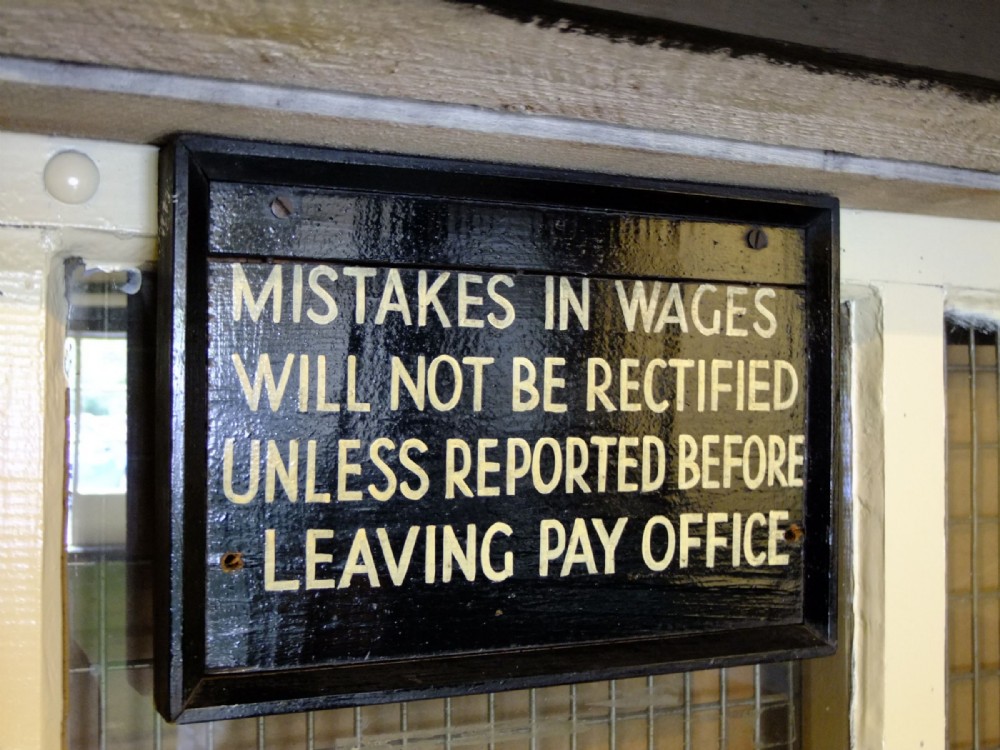 MISTAKES IN WAGES
WILL NOT BE RECTIFIED
UNLESS REPORTED BEFORE
LEAVING PAY OFFICE